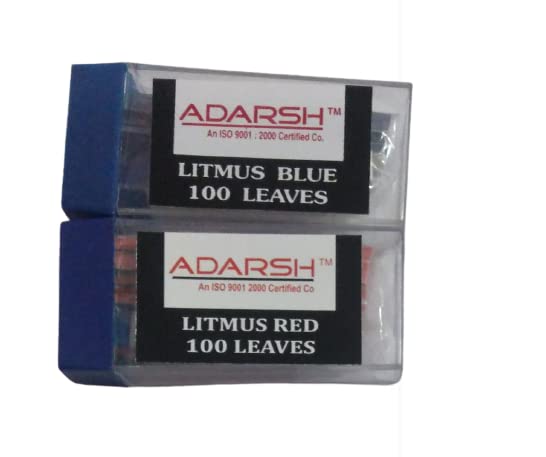 ADARSH™
An ISO 9001 : 2000 Certified Co.
LITMUS BLUE
100 LEAVES
ADARSH™
An ISO 9001 2000 Certified Co
LITMUS RED
100 LEAVES